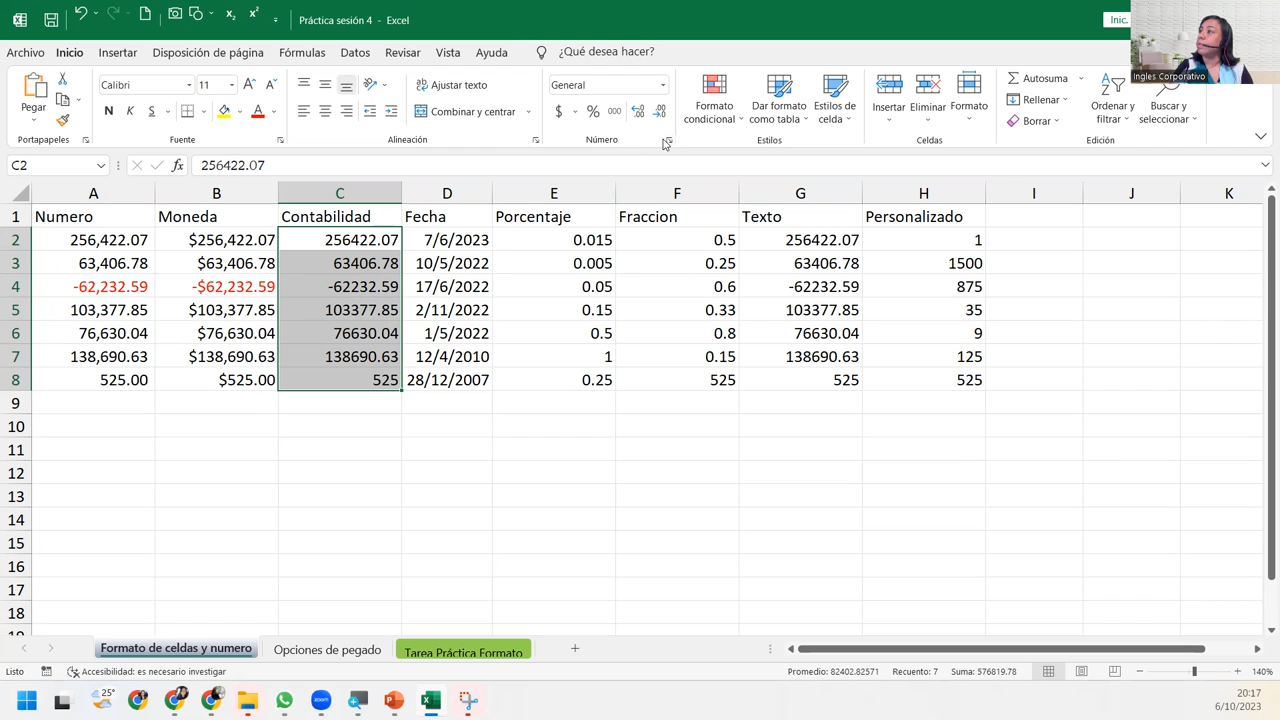 Práctica sesión 4 - Excel
Inic.
Archivo Inicio Insertar Disposición de página Fórmulas Datos Revisar Vista Ayuda ¿Qué desea hacer?
Ingles Corporativo
Pegar
Calibri 11
N K S
Ajustar texto
Combinar y centrar
General
$ % 000
Formato condicional
Dar formato como tabla
Estilos de celda
Insertar Eliminar Formato
Autosuma
Rellenar
Borrar
Ordenar y filtrar
Buscar y seleccionar
Portapapeles Fuente Alineación Número Estilos Celdas Edición
C2 fx 256422.07
A B C D E F G H I J K
1 Numero Moneda Contabilidad Fecha Porcentaje Fraccion Texto Personalizado
2 256,422.07 $256,422.07 256422.07 7/6/2023 0.015 0.5 256422.07 1
3 63,406.78 $63,406.78 63406.78 10/5/2022 0.005 0.25 63406.78 1500
4 -62,232.59 -$62,232.59 -62232.59 17/6/2022 0.05 0.6 -62232.59 875
5 103,377.85 $103,377.85 103377.85 2/11/2022 0.15 0.33 103377.85 35
6 76,630.04 $76,630.04 76630.04 1/5/2022 0.5 0.8 76630.04 9
7 138,690.63 $138,690.63 138690.63 12/4/2010 1 0.15 138690.63 125
8 525.00 $525.00 525 28/12/2007 0.25 525 525 525
9
10
11
12
13
14
15
16
17
18
Formato de celdas y numero Opciones de pegado Tarea Práctica Formato
Listo Accesibilidad: es necesario investigar Promedio: 82402.82571 Recuento: 7 Suma: 576819.78 140%
25°
zoom
20:17
6/10/2023